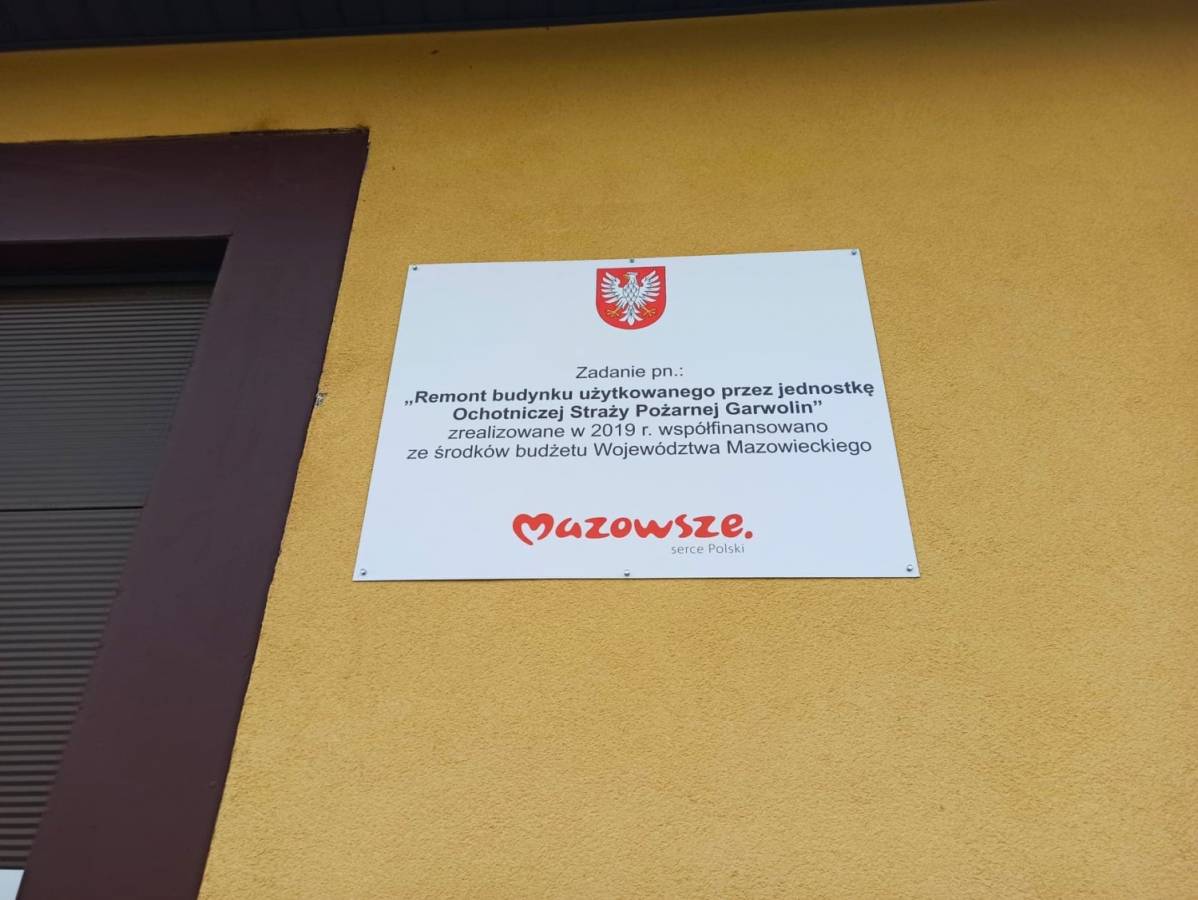 Zadanie pn.:
„Remont budynku użytkowanego przez jednostkę
Ochotniczej Straży Pożarnej Garwolin”
zrealizowane w 2019 r. współfinansowano
ze środków budżetu Województwa Mazowieckiego
Mazowsze.
serce Polski